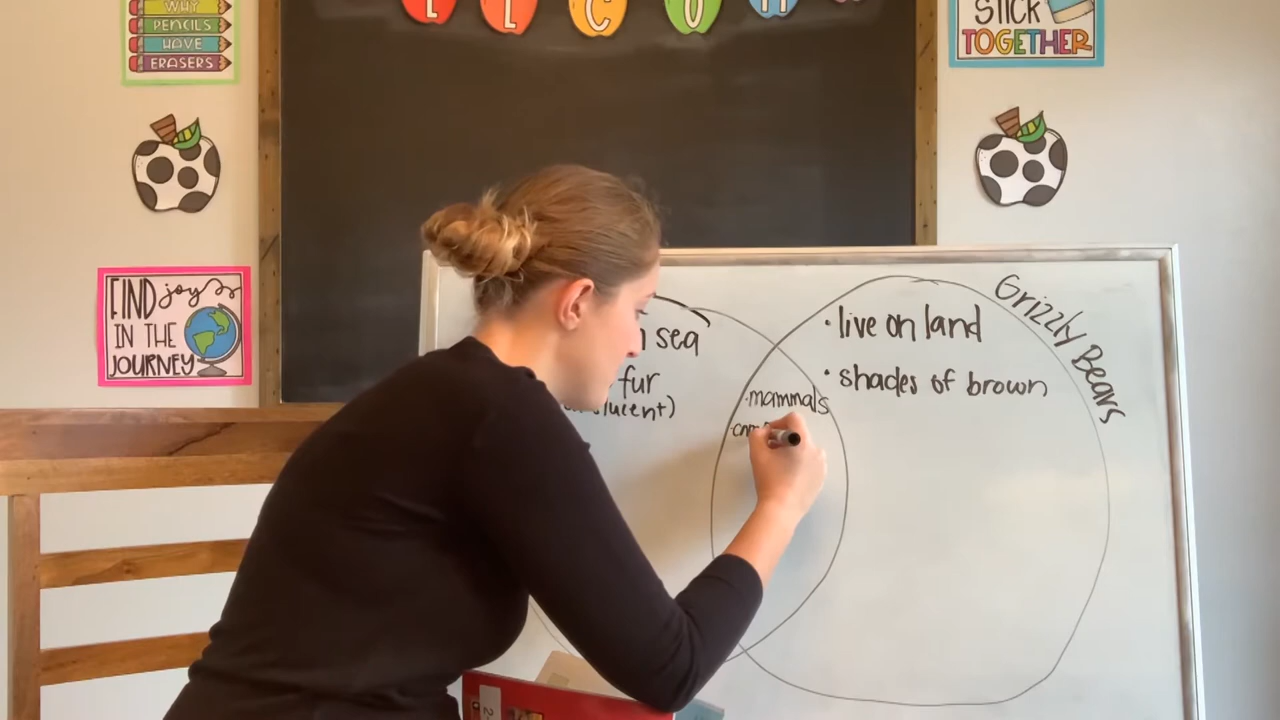 WHY
PENCILS
HAVE
ERASERS
L C O
STICK
TOGETHER
FIND joy
IN THE
JOURNEY
sea
fur
lucent)
mammals
Grizzly Bears
· live on land
· shades of brown